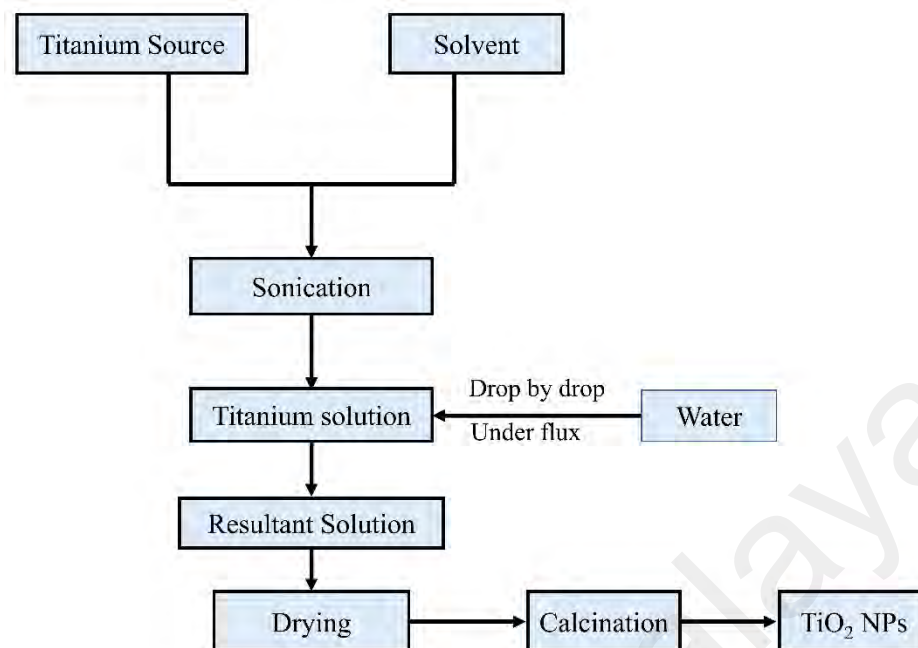 Titanium Source
Solvent
Sonication
Drop by drop
Titanium solution
Water
Under flux
Resultant Solution
Drying
Calcination
TiO₂ NPs